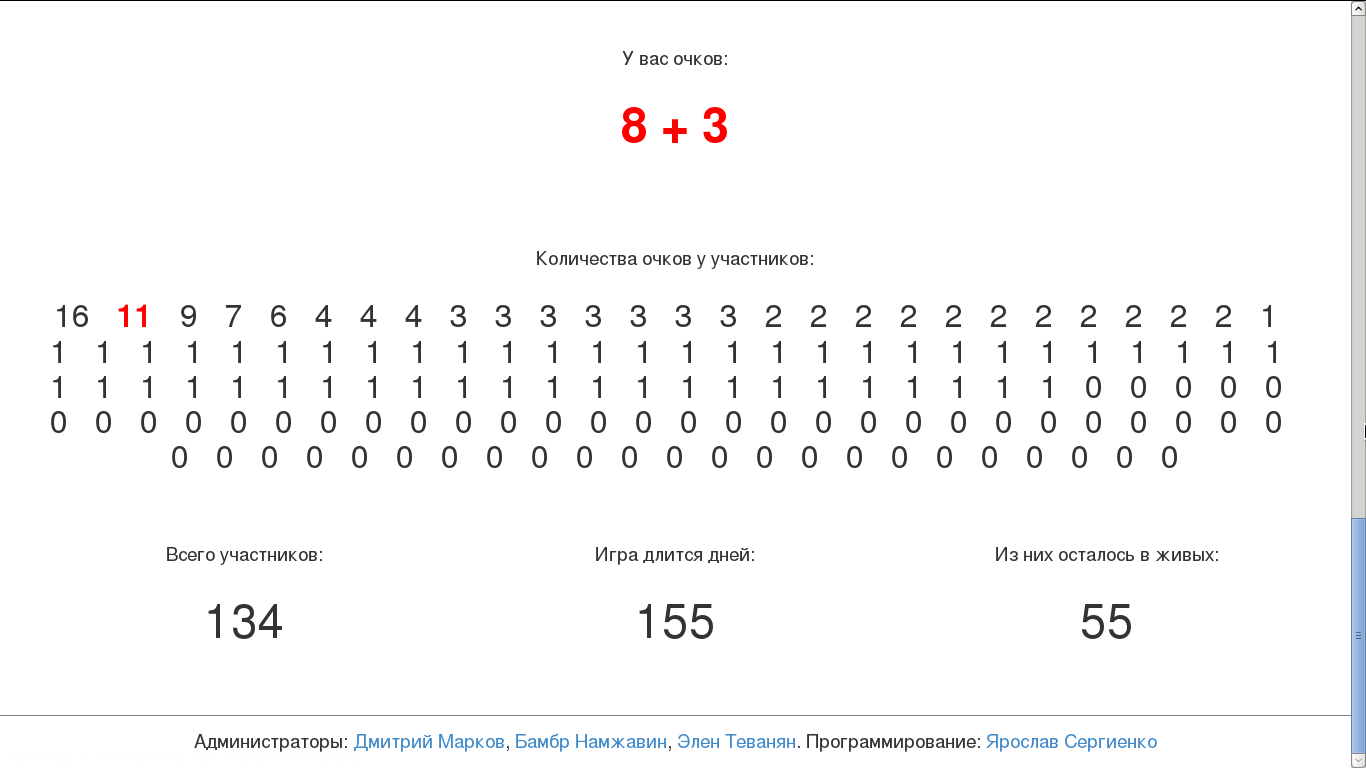 У вас очков:
8 + 3
Количества очков у участников:
16 11 9 7 6 4 4 4 3 3 3 3 3 3 3 2 2 2 2 2 2 2 2 2 2 2 1
1 1 1 1 1 1 1 1 1 1 1 1 1 1 1 1 1 1 1 1 1 1 1 1 1 1 1 1
1 1 1 1 1 1 1 1 1 1 1 1 1 1 1 1 1 1 1 1 1 1 1 0 0 0 0 0
0 0 0 0 0 0 0 0 0 0 0 0 0 0 0 0 0 0 0 0 0 0 0 0 0 0 0 0
0 0 0 0 0 0 0 0 0 0 0 0 0 0 0 0 0 0 0 0 0 0 0
Всего участников: Игра длится дней: Из них осталось в живых:
134 155 55
Администраторы: Дмитрий Марков, Бамбр Намжавин, Элен Теванян. Программирование: Ярослав Сергиенко